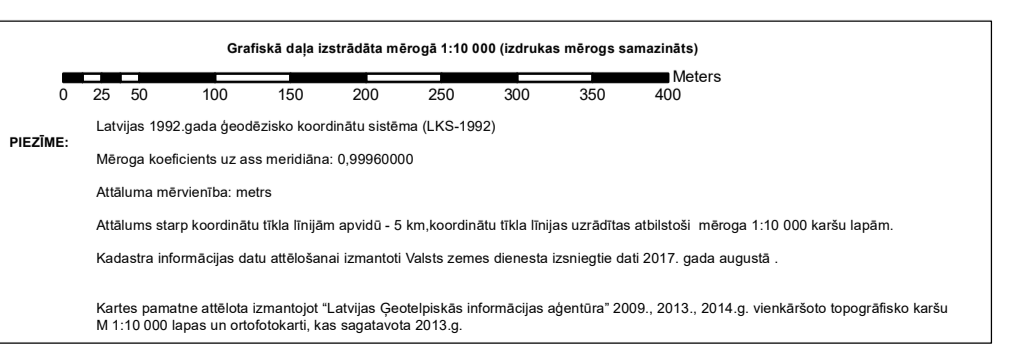 Grafiskā daļa izstrādāta mērogā 1:10 000 (izdrukas mērogs samazināts)
Meters
0 25 50 100 150 200 250 300 350 400
PIEZĪME:
Latvijas 1992.gada ģeodēzisko koordinātu sistēma (LKS-1992)
Mēroga koeficients uz ass meridiāna: 0,99960000
Attāluma mērvienība: metrs
Attālums starp koordinātu tīkla līnijām apvidū - 5 km,koordinātu tīkla līnijas uzrādītas atbilstoši mēroga 1:10 000 karšu lapām.
Kadastra informācijas datu attēlošanai izmantoti Valsts zemes dienesta izsniegtie dati 2017. gada augustā .
Kartes pamatne attēlota izmantojot “Latvijas Ģeotelpiskās informācijas aģentūra” 2009., 2013., 2014.g. vienkāršoto topogrāfisko karšu
M 1:10 000 lapas un ortofotokarti, kas sagatavota 2013.g.